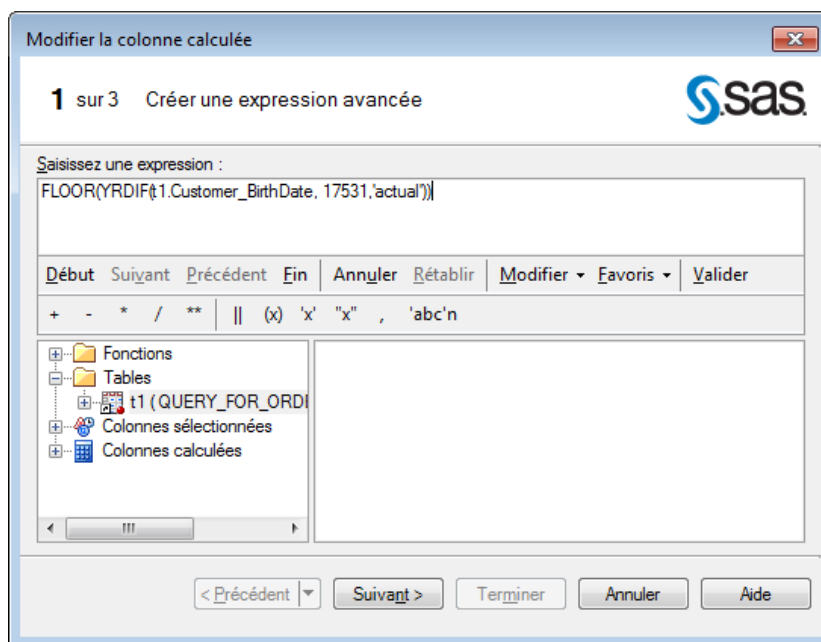 Modifier la colonne calculée
1 sur 3 Créer une expression avancée
sas
Saisissez une expression :
FLOOR(YRDIF(t1.Customer_BirthDate, 17531,'actual'))
Début Suivant Précédent Fin Annuler Rétablir Modifier Favoris Valider
+ - * / ** || (x) 'x' "x" , 'abc'n
Fonctions
Tables
t1 ( QUERY_FOR_ORDI
Colonnes sélectionnées
Colonnes calculées
< Précédent Suivant > Terminer Annuler Aide